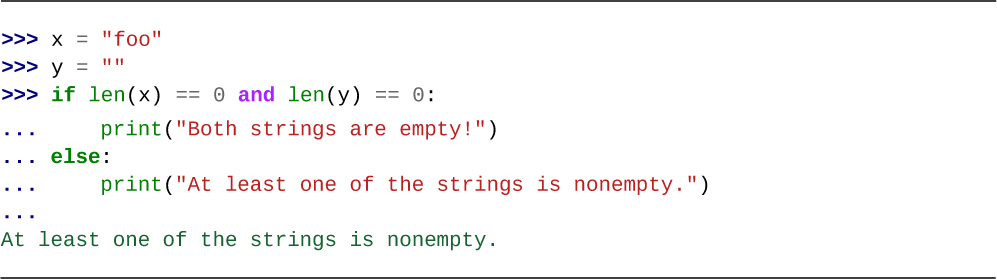 >>> x = "foo"
>>> y = ""
>>> if len(x) == 0 and len(y) == 0:
...     print("Both strings are empty!")
... else:
...     print("At least one of the strings is nonempty.")
...
At least one of the strings is nonempty.